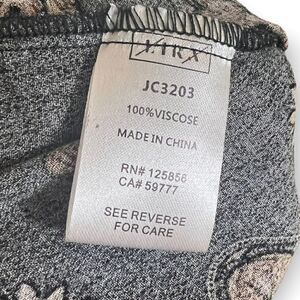 JC3203
100%VISCOSE
MADE IN CHINA
RN# 125856
CA# 59777
SEE REVERSE
FOR CARE